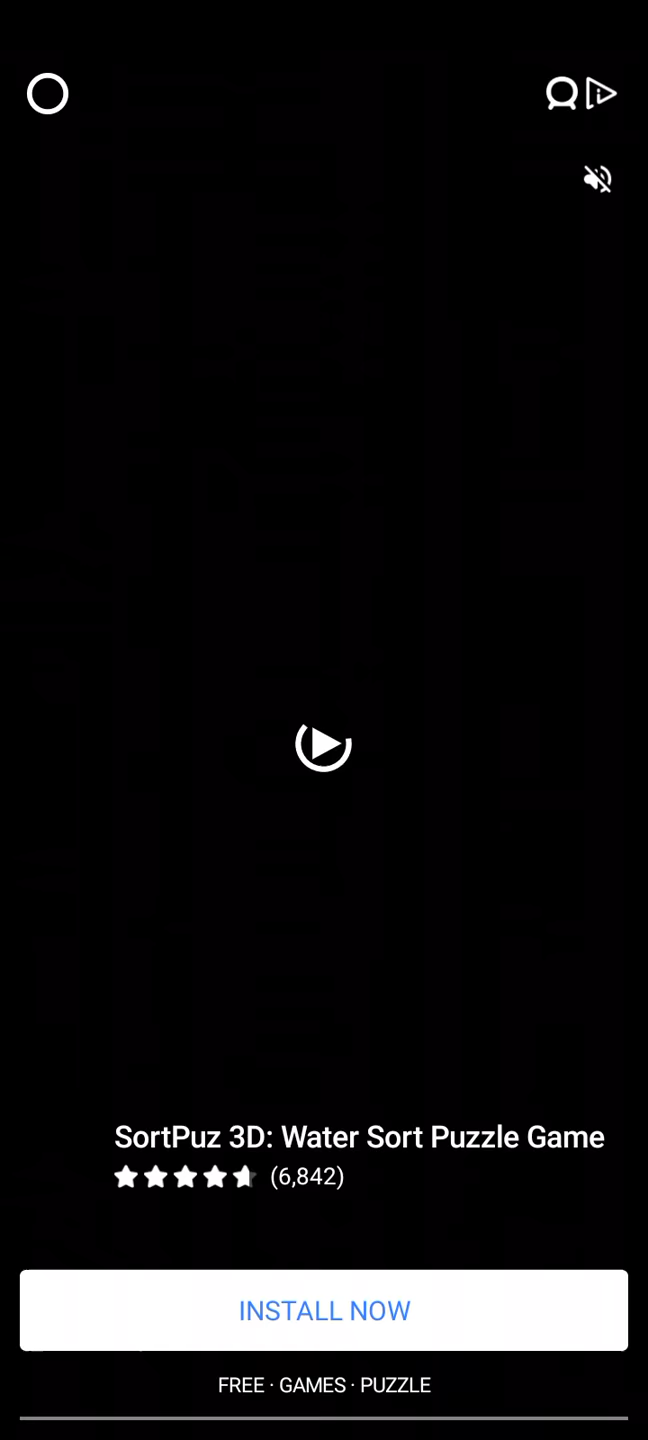 SortPuz 3D: Water Sort Puzzle Game
(6,842)
INSTALL NOW
FREE · GAMES · PUZZLE